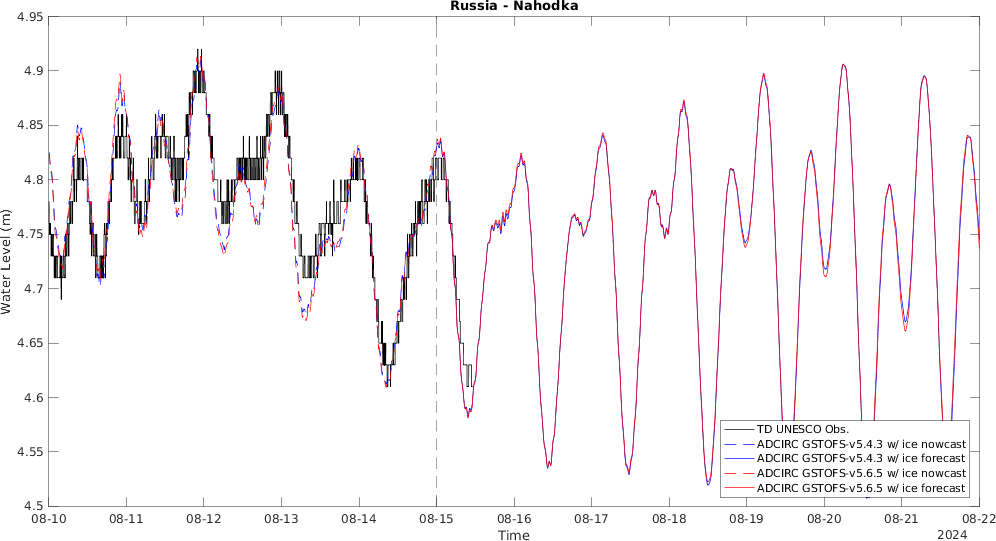 Russia - Nahodka
4.95
4.9
4.85
4.8
4.75
4.7
4.65
4.6
4.55
4.5
Water Level (m)
TD UNESCO Obs.
ADCIRC GSTOFS-v5.4.3 w/ ice nowcast
ADCIRC GSTOFS-v5.4.3 w/ ice forecast
ADCIRC GSTOFS-v5.6.5 w/ ice nowcast
ADCIRC GSTOFS-v5.6.5 w/ ice forecast
08-10 08-11 08-12 08-13 08-14 08-15 08-16 08-17 08-18 08-19 08-20 08-21 08-22
Time
2024